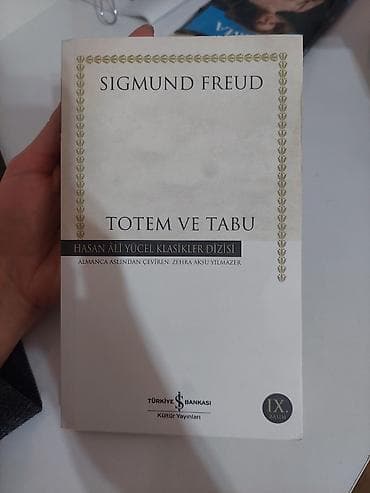 SIGMUND FREUD
TOTEM VE TABU
HASAN ÂLİ YÜCEL KLASİKLER DİZİSİ
ALMANCA ASLINDAN ÇEVİREN: ZEHRA AKSU YILMAZER
TÜRKİYE İŞ BANKASI
Kültür Yayınları
IX.
BASIM